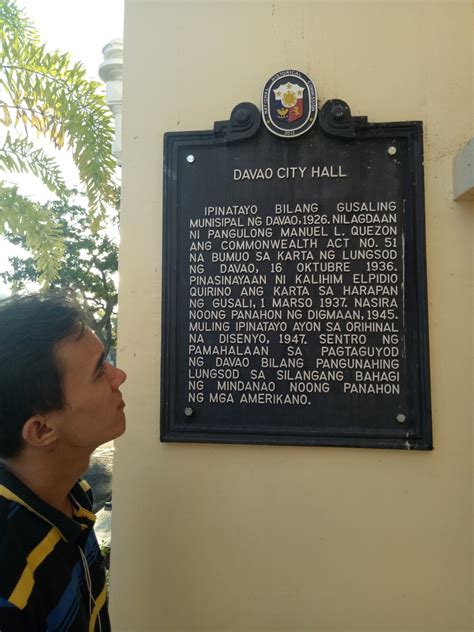 DAVAO CITY HALL
IPINATAYO BILANG GUSALING
MUNISIPAL NG DAVAO, 1926. NILAGDAAN
NI PANGULONG MANUEL L. QUEZON
ANG COMMONWEALTH ACT NO. 51
NA BUMUO SA KARTA NG LUNGSOD
NG DAVAO, 16 OKTUBRE 1936.
PINASINAYAAN NI KALIHIM ELPIDIO
QUIRINO ANG KARTA SA HARAPAN
NG GUSALI, 1 MARSO 1937. NASIRA
NOONG PANAHON NG DIGMAAN, 1945.
MULING IPINATAYO AYON SA ORIHINAL
NA DISENYO, 1947. SENTRO NG
PAMAHALAAN SA PAGTAGUYOD
NG DAVAO BILANG PANGUNAHING
LUNGSOD SA SILANGANG BAHAGI
NG MINDANAO NOONG PANAHON
NG MGA AMERIKANO.